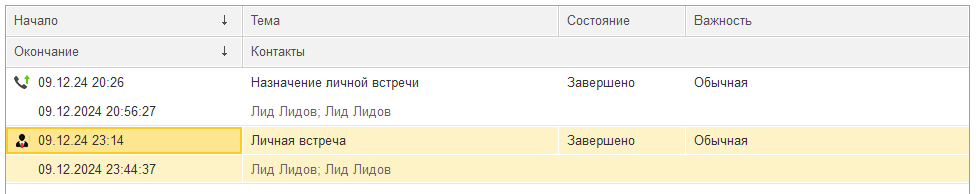 Начало ↓ Тема Состояние Важность
Окончание ↓ Контакты
09.12.24 20:26 Назначение личной встречи Завершено Обычная
09.12.2024 20:56:27 Лид Лидов; Лид Лидов
09.12.24 23:14 Личная встреча Завершено Обычная
09.12.2024 23:44:37 Лид Лидов; Лид Лидов